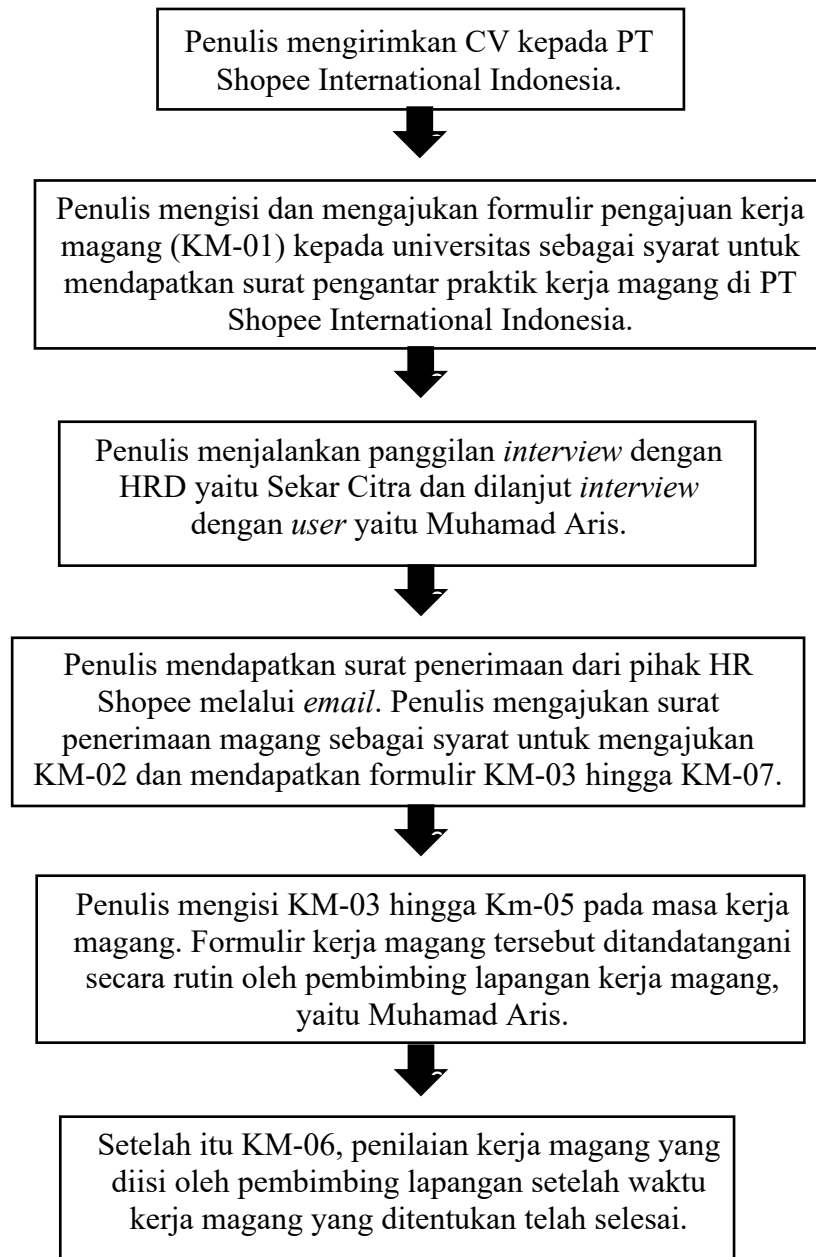 Penulis mengirimkan CV kepada PT
Shopee International Indonesia.
Penulis mengisi dan mengajukan formulir pengajuan kerja
magang (KM-01) kepada universitas sebagai syarat untuk
mendapatkan surat pengantar praktik kerja magang di PT
Shopee International Indonesia.
Penulis menjalankan panggilan interview dengan
HRD yaitu Sekar Citra dan dilanjut interview
dengan user yaitu Muhamad Aris.
Penulis mendapatkan surat penerimaan dari pihak HR
Shopee melalui email. Penulis mengajukan surat
penerimaan magang sebagai syarat untuk mengajukan
KM-02 dan mendapatkan formulir KM-03 hingga KM-07.
Penulis mengisi KM-03 hingga Km-05 pada masa kerja
magang. Formulir kerja magang tersebut ditandatangani
secara rutin oleh pembimbing lapangan kerja magang,
yaitu Muhamad Aris.
Setelah itu KM-06, penilaian kerja magang yang
diisi oleh pembimbing lapangan setelah waktu
kerja magang yang ditentukan telah selesai.